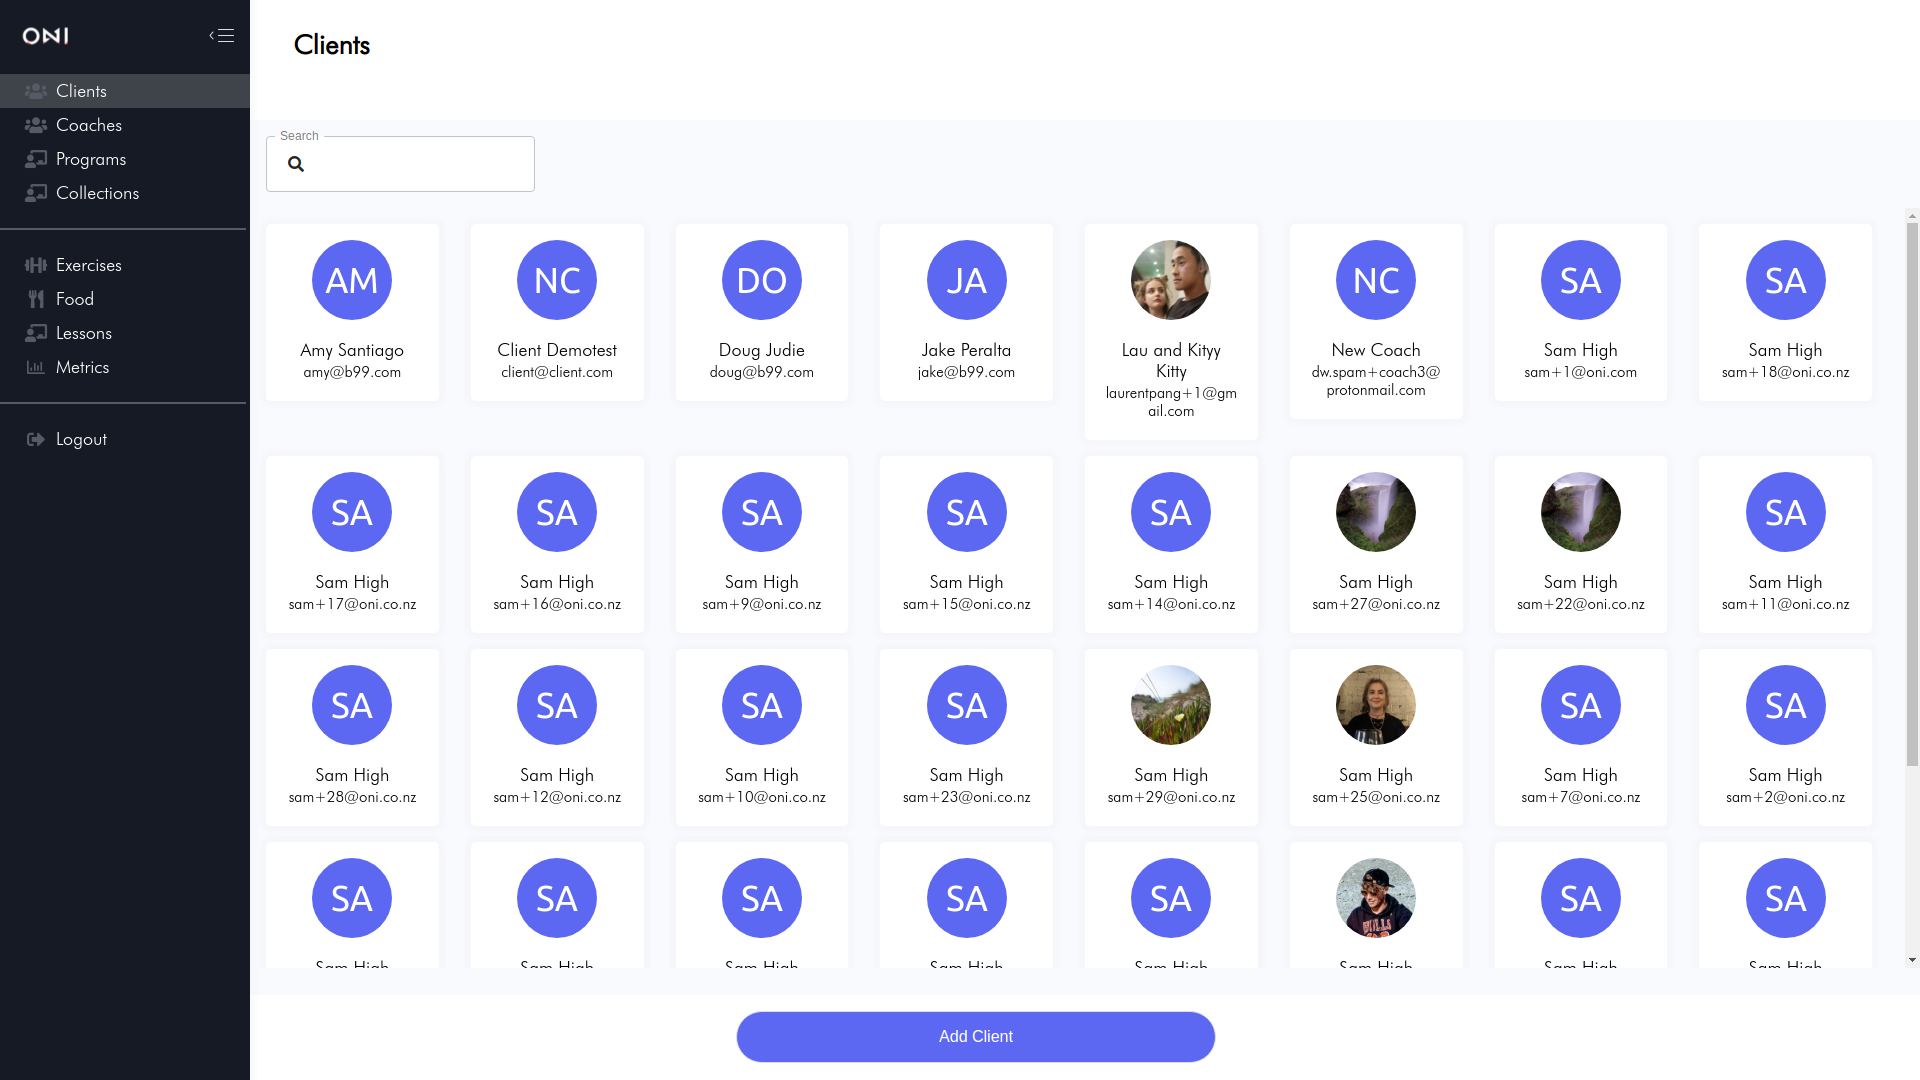 ONI
Clients
Clients
Coaches
Programs
Collections
Exercises
Food
Lessons
Metrics
Logout
Search
AM
NC
DO
JA
NC
SA
SA
Amy Santiago
Client Demotest
Doug Judie
Jake Peralta
Lau and Kityy
Kitty
New Coach
Sam High
Sam High
amy@b99.com
client@client.com
doug@b99.com
jake@b99.com
laurentpang+1@gm
ail.com
dw.spam+coach3@
protonmail.com
sam+1@oni.com
sam+18@oni.co.nz
SA
SA
SA
SA
SA
SA
Sam High
Sam High
Sam High
Sam High
Sam High
Sam High
Sam High
Sam High
sam+17@oni.co.nz
sam+16@oni.co.nz
sam+9@oni.co.nz
sam+15@oni.co.nz
sam+14@oni.co.nz
sam+27@oni.co.nz
sam+22@oni.co.nz
sam+11@oni.co.nz
SA
SA
SA
SA
SA
SA
Sam High
Sam High
Sam High
Sam High
Sam High
Sam High
Sam High
Sam High
sam+28@oni.co.nz
sam+12@oni.co.nz
sam+10@oni.co.nz
sam+23@oni.co.nz
sam+29@oni.co.nz
sam+25@oni.co.nz
sam+7@oni.co.nz
sam+2@oni.co.nz
SA
SA
SA
SA
SA
SA
SA
Sam High
Sam High
Sam High
Sam High
Sam High
Sam High
Sam High
Sam High
Add Client